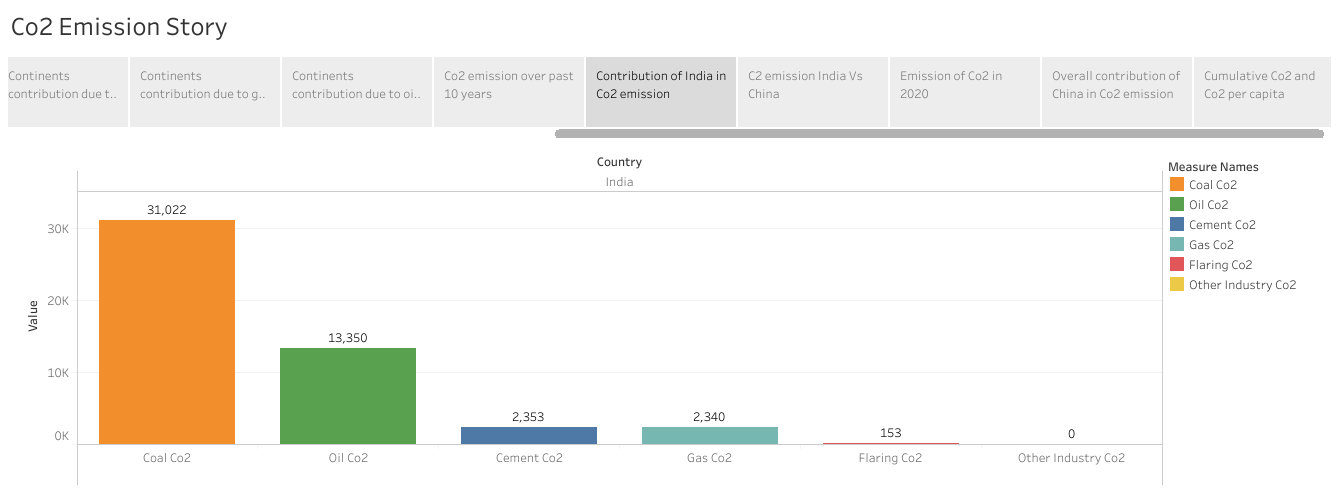 Co2 Emission Story
Continents
contribution due t..
Continents
contribution due to g..
Continents
contribution due to oi..
Co2 emission over past
10 years
Contribution of India in
Co2 emission
C2 emission India Vs
China
Emission of Co2 in
2020
Overall contribution of
China in Co2 emission
Cumulative Co2 and
Co2 per capita
Country
India
Value
30K
20K
10K
0K
31,022
13,350
2,353
2,340
153
0
Coal Co2
Oil Co2
Cement Co2
Gas Co2
Flaring Co2
Other Industry Co2
Measure Names
Coal Co2
Oil Co2
Cement Co2
Gas Co2
Flaring Co2
Other Industry Co2